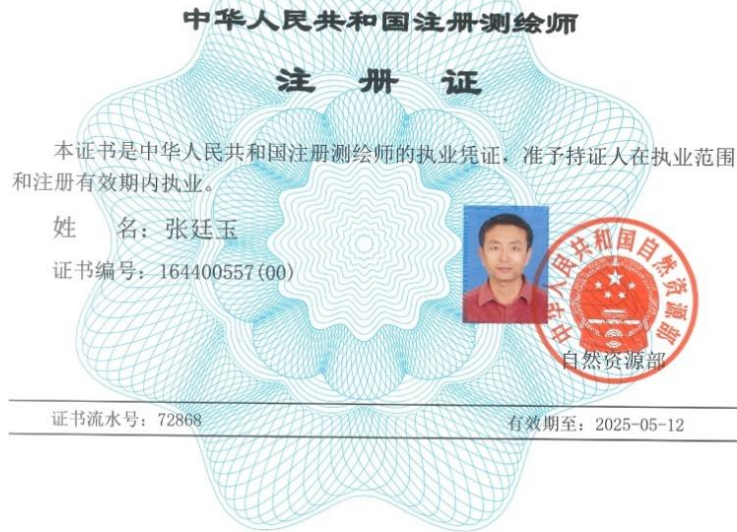 中华人民共和国注册测绘师
注 册 证
本证书是中华人民共和国注册测绘师的执业凭证，准予持证人在执业范围
和注册有效期内执业。
姓 名：张廷玉
证书编号：164400557(00)
中华人民共和国自然资源部
自然资源部
证书流水号：72868
有效期至：2025-05-12